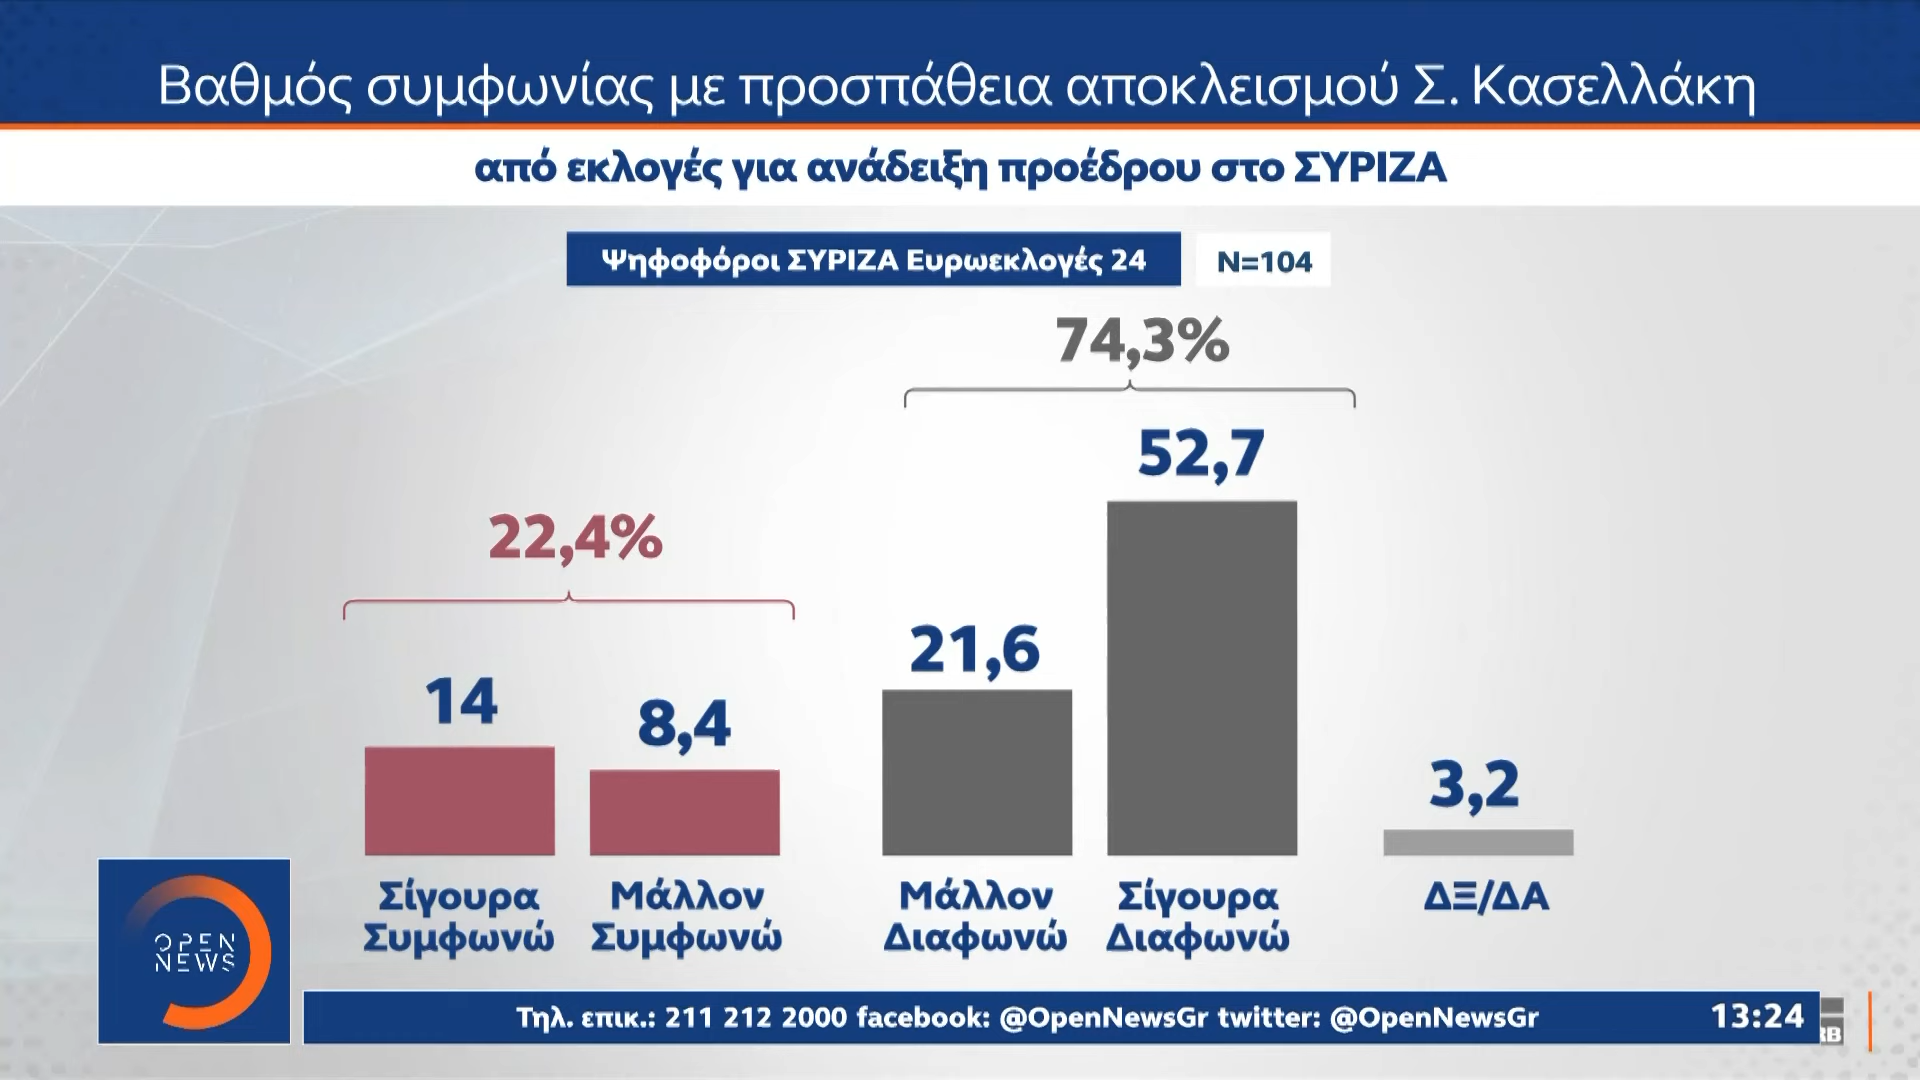 Βαθμός συμφωνίας με προσπάθεια αποκλεισμού Σ. Κασελλάκη
από εκλογές για ανάδειξη προέδρου στο ΣΥΡΙΖΑ
Ψηφοφόροι ΣΥΡΙΖΑ Ευρωεκλογές 24 N=104
74,3%
52,7
22,4%
21,6
14
8,4
3,2
Σίγουρα Συμφωνώ
Μάλλον Συμφωνώ
Μάλλον Διαφωνώ
Σίγουρα Διαφωνώ
ΔΞ/ΔΑ
OPEN
NEWS
Τηλ. επικ.: 211 212 2000 facebook: @OpenNewsGr twitter: @OpenNewsGr 13:24